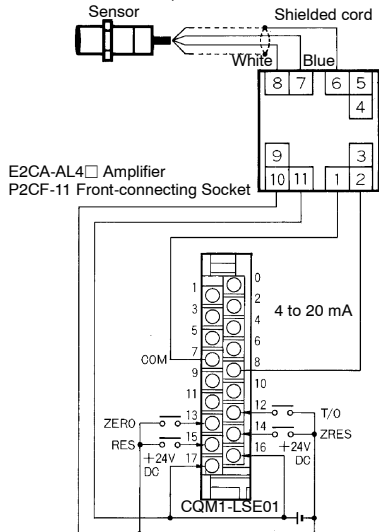 Sensor
Shielded cord
White
Blue
8 7 6 5
4
9 3
10 11 1 2
E2CA-AL4□ Amplifier
P2CF-11 Front-connecting Socket
0
1
2
3
4
4 to 20 mA
5
6
7
COM
8
9
10
11
12 T/O
ZERO 13
14 ZRES
RES 15
16 +24V
DC
+24V 17
DC
CQM1-LSE01